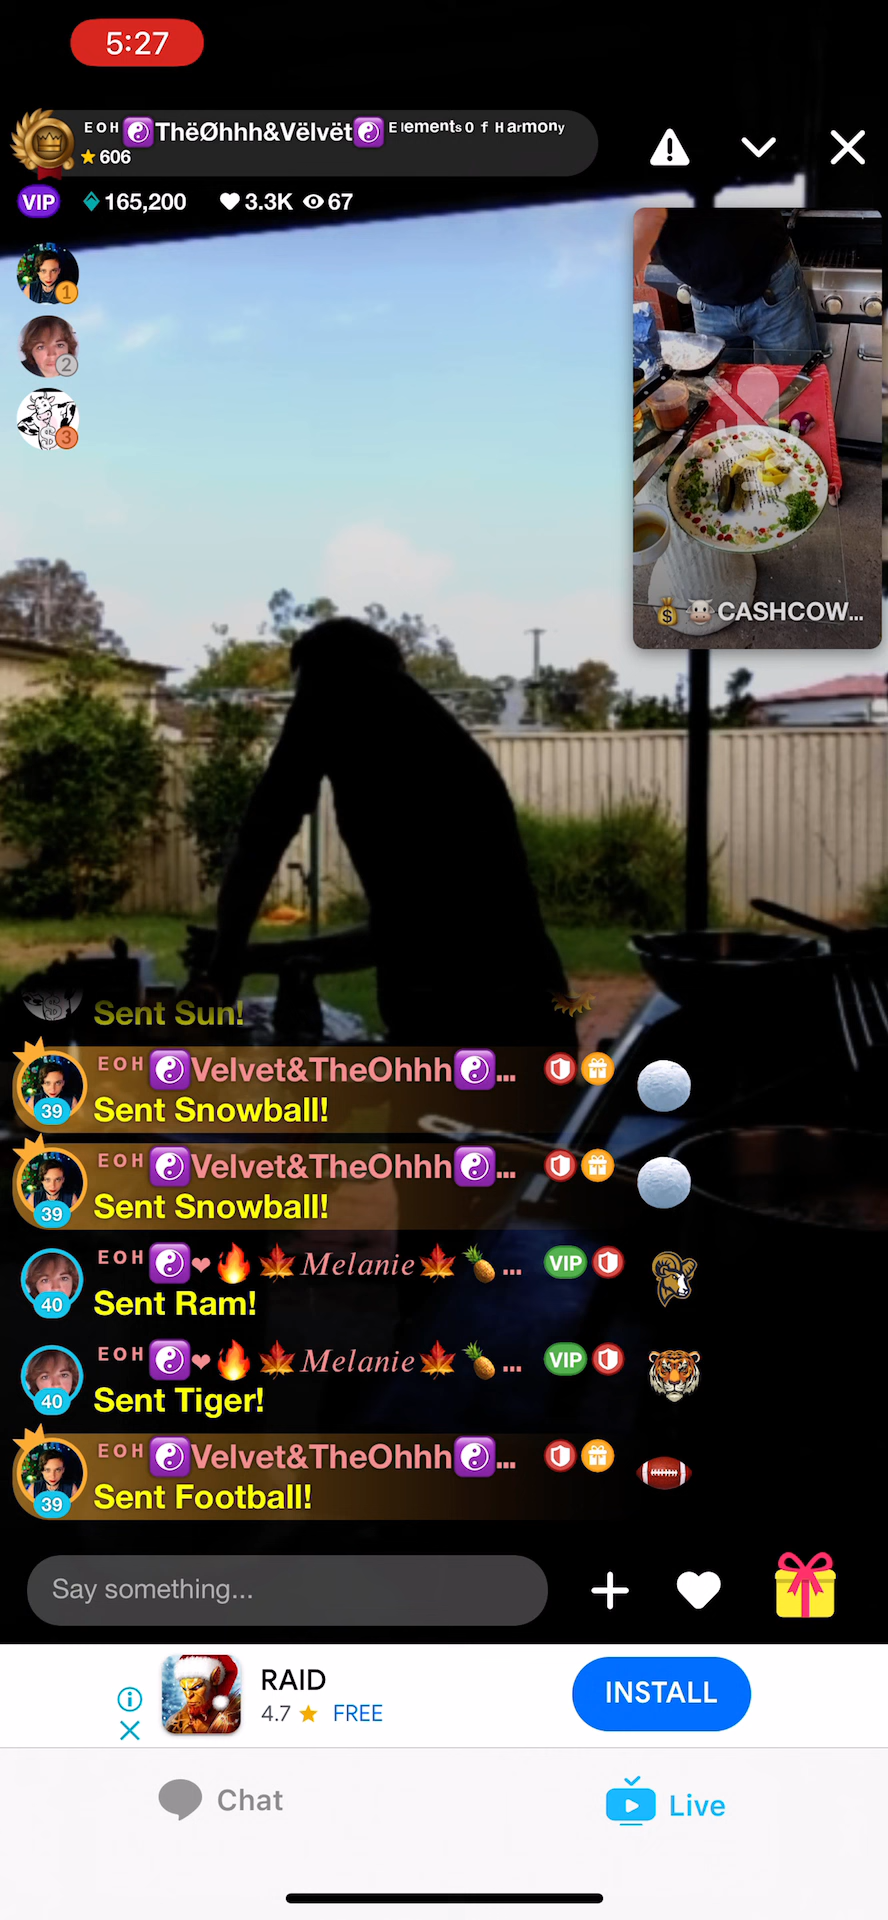 5:27
EOH ☯ThëØhhh&Vëlvët☯ Elements Of Harmony
606
VIP 165,200 3.3K 67
1
2
3
💰🐮CASHCOW...
Sent Sun!
EOH☯Velvet&TheOhhh☯...
39 Sent Snowball!
EOH☯Velvet&TheOhhh☯...
39 Sent Snowball!
EOH☯❤🔥🍁Melanie🍁🍍... VIP
40 Sent Ram!
EOH☯❤🔥🍁Melanie🍁🍍... VIP
40 Sent Tiger!
EOH☯Velvet&TheOhhh☯...
39 Sent Football!
Say something...
RAID
4.7 ★ FREE
INSTALL
Chat
Live